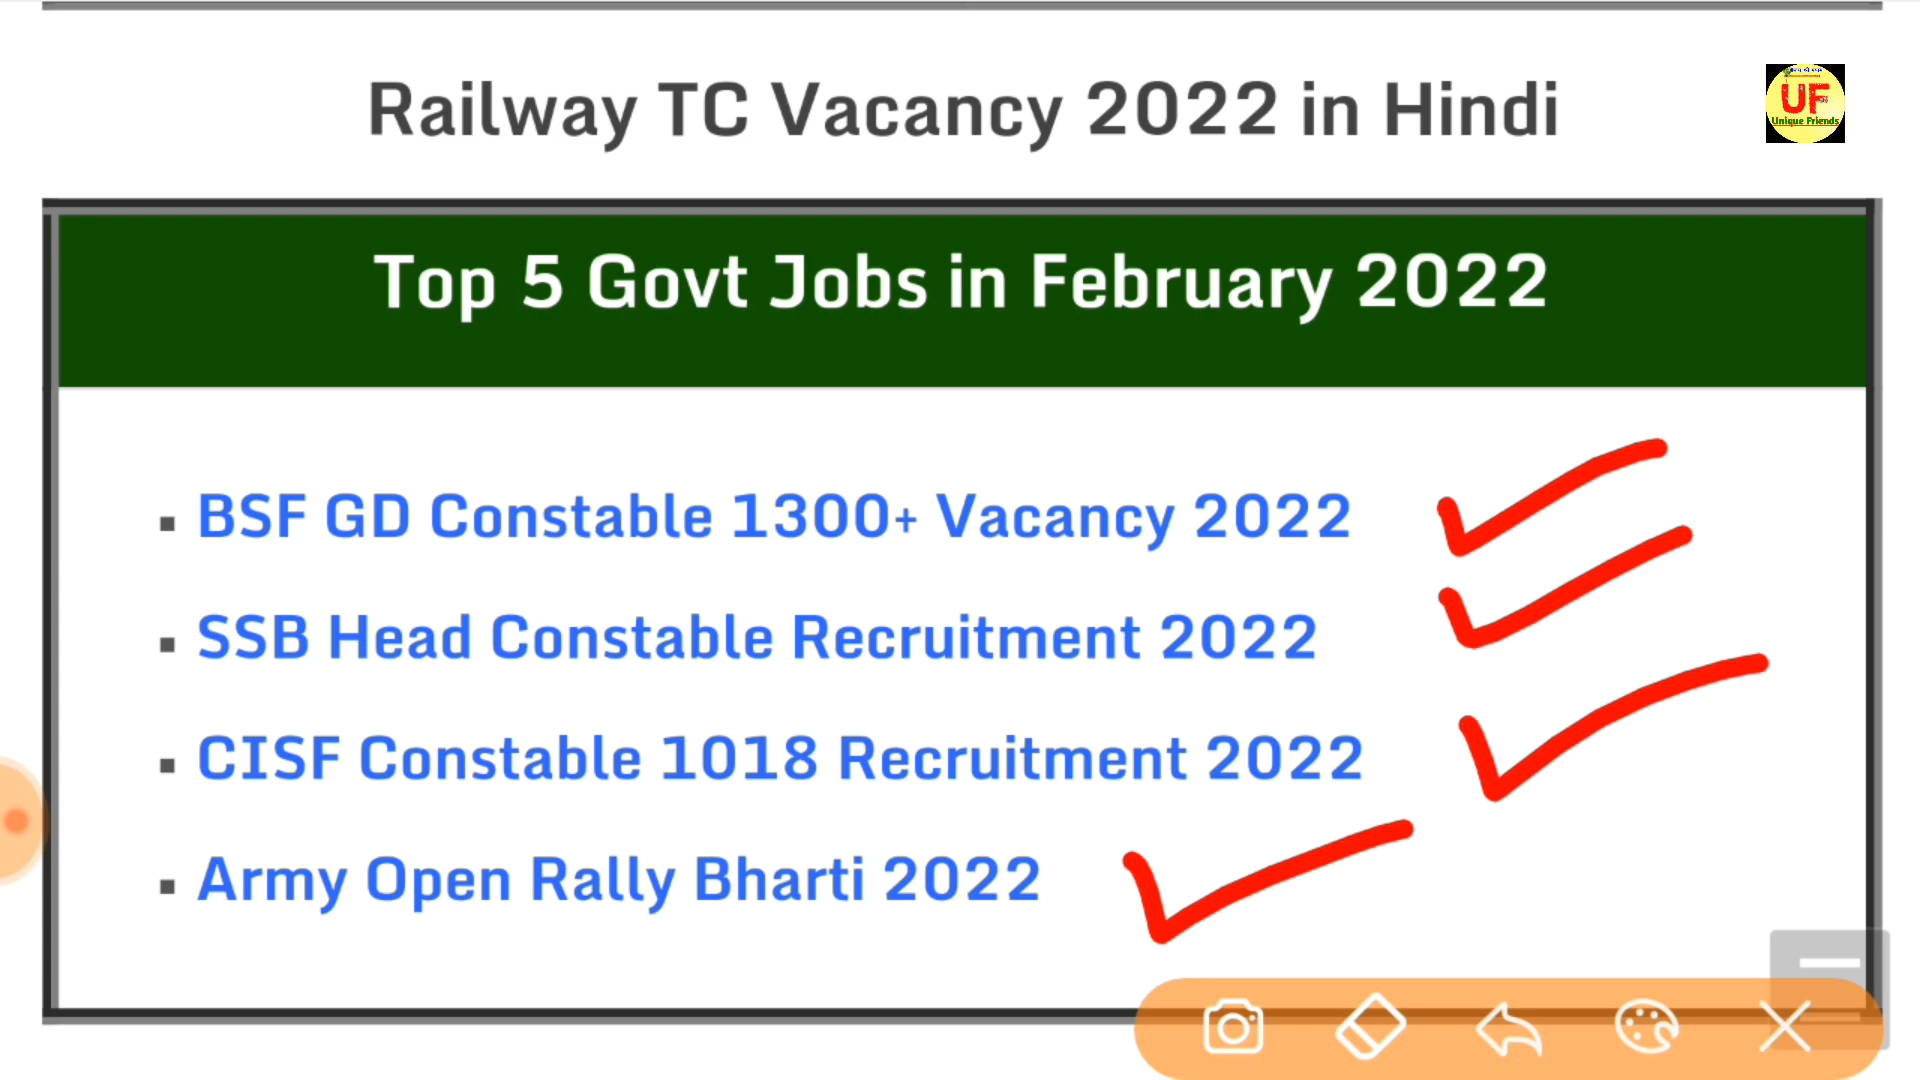 Railway TC Vacancy 2022 in Hindi
UF
Unique Friends
Top 5 Govt Jobs in February 2022
BSF GD Constable 1300+ Vacancy 2022
SSB Head Constable Recruitment 2022
CISF Constable 1018 Recruitment 2022
Army Open Rally Bharti 2022